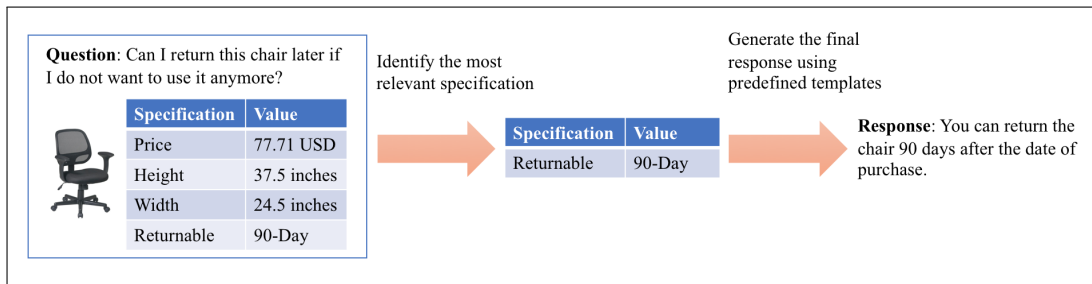 Question: Can I return this chair later if
I do not want to use it anymore?
Specification Value
Price 77.71 USD
Height 37.5 inches
Width 24.5 inches
Returnable 90-Day
Identify the most
relevant specification
Specification Value
Returnable 90-Day
Generate the final
response using
predefined templates
Response: You can return the
chair 90 days after the date of
purchase.